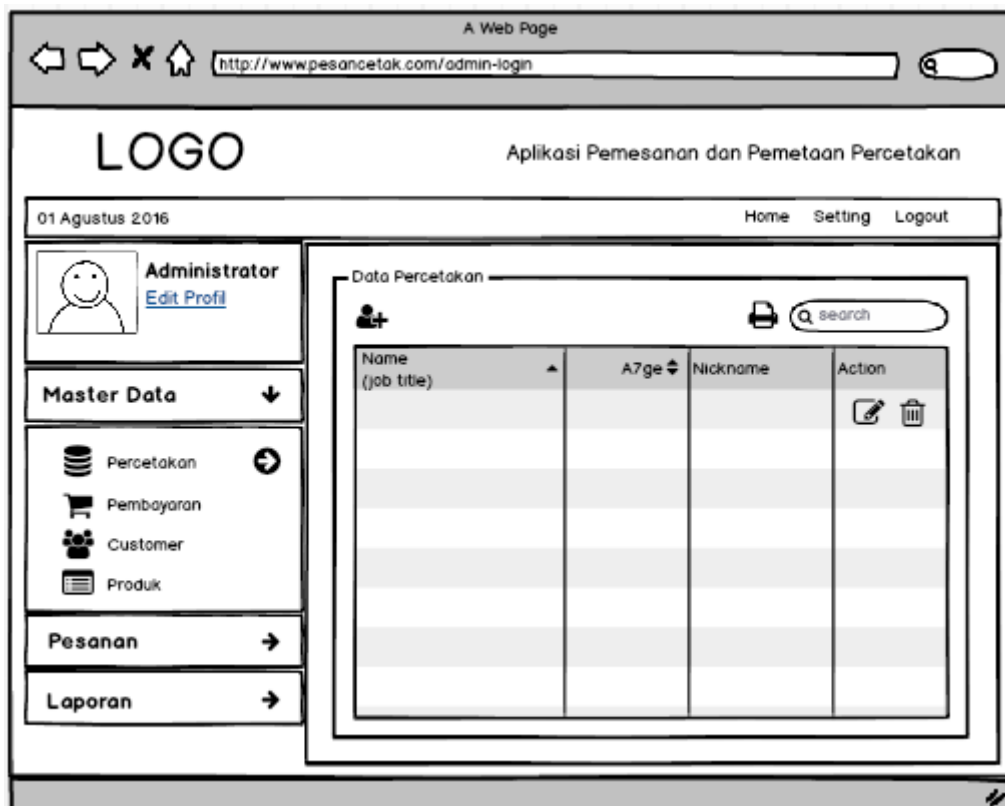 A Web Page
http://www.pesancetak.com/admin-login
LOGO
Aplikasi Pemesanan dan Pemetaan Percetakan
01 Agustus 2016
Home Setting Logout
Administrator
Edit Profil
Master Data
Percetakan
Pembayaran
Customer
Produk
Pesanan
Laporan
Data Percetakan
search
Name
(job title)
A7ge
Nickname
Action